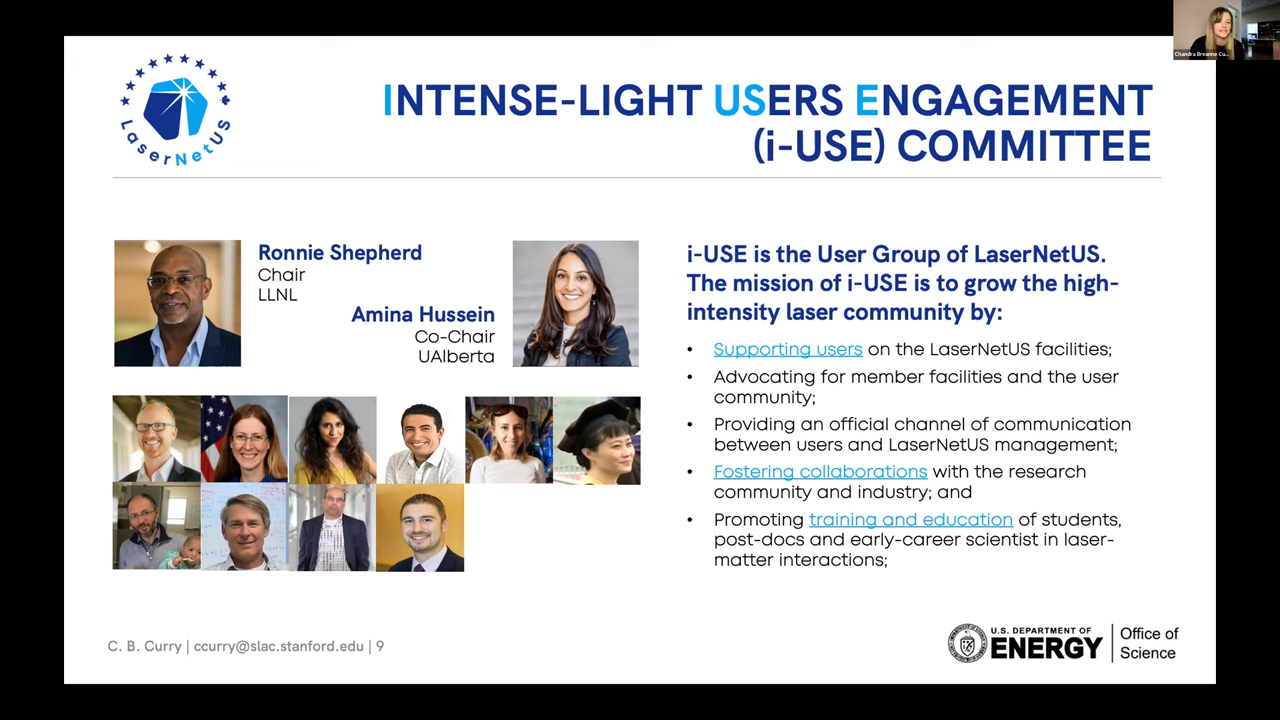 Chandra Breanne Cu...
LaserNetUS
INTENSE-LIGHT USERS ENGAGEMENT
(i-USE) COMMITTEE
Ronnie Shepherd
Chair
LLNL
Amina Hussein
Co-Chair
UAlberta
i-USE is the User Group of LaserNetUS.
The mission of i-USE is to grow the high-
intensity laser community by:
• Supporting users on the LaserNetUS facilities;
• Advocating for member facilities and the user
community;
• Providing an official channel of communication
between users and LaserNetUS management;
• Fostering collaborations with the research
community and industry; and
• Promoting training and education of students,
post-docs and early-career scientist in laser-
matter interactions;
C. B. Curry | ccurry@slac.stanford.edu | 9
U.S. DEPARTMENT OF
ENERGY
Office of
Science